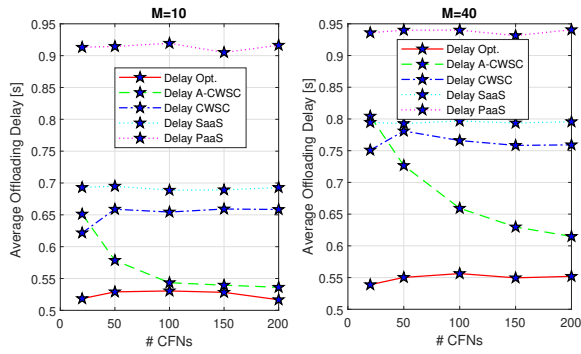 M=10
Average Offloading Delay [s]
0.95
0.9
0.85
0.8
0.75
0.7
0.65
0.6
0.55
0.5
0
50
100
150
200
# CFNs
Delay Opt.
Delay A-CWSC
Delay CWSC
Delay SaaS
Delay PaaS
M=40
Average Offloading Delay [s]
0.95
0.9
0.85
0.8
0.75
0.7
0.65
0.6
0.55
0.5
0
50
100
150
200
# CFNs
Delay Opt.
Delay A-CWSC
Delay CWSC
Delay SaaS
Delay PaaS